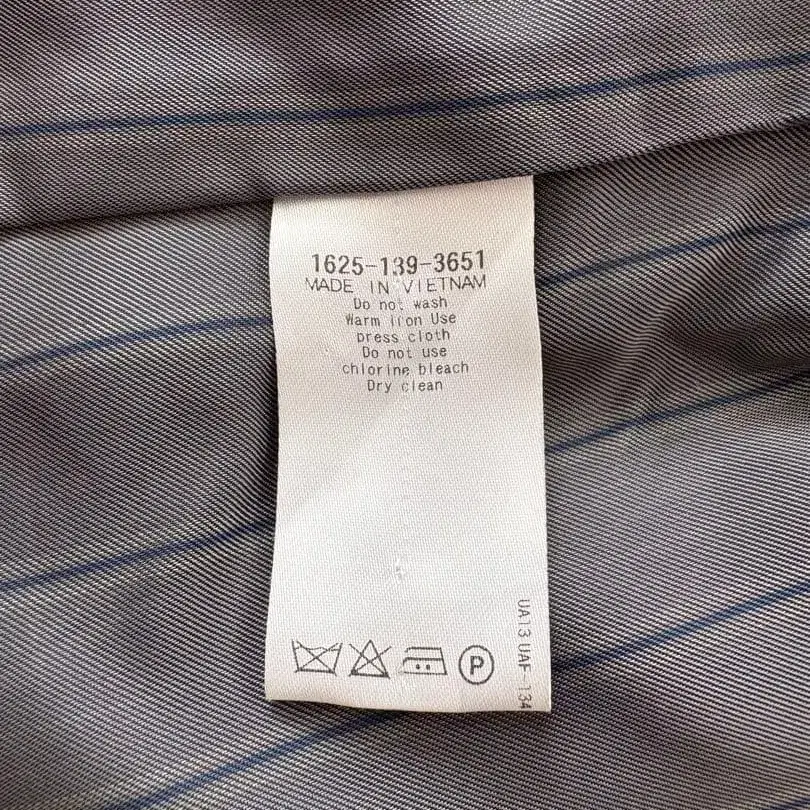 1625-139-3651
MADE IN VIETNAM
Do not wash
Warm iron Use
press cloth
Do not use
chlorine bleach
Dry clean
P
UA13 UAF-134